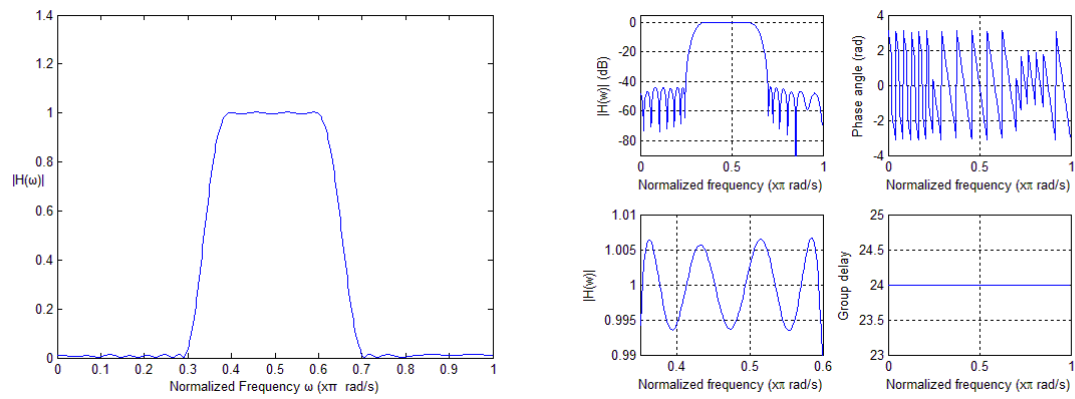 1.4
1.2
1
0.8
0.6
0.4
0.2
0
|H(ω)|
0 0.1 0.2 0.3 0.4 0.5 0.6 0.7 0.8 0.9 1
Normalized Frequency ω (xπ rad/s)
0
-20
-40
-60
-80
|H(w)| (dB)
0 0.5 1
Normalized frequency (xπ rad/s)
4
2
0
-2
-4
Phase angle (rad)
0 0.5 1
Normalized frequency (xπ rad/s)
1.01
1.005
1
0.995
0.99
|H(w)|
0.4 0.5 0.6
Normalized frequency (xπ rad/s)
25
24.5
24
23.5
23
Group delay
0 0.5 1
Normalized frequency (xπ rad/s)